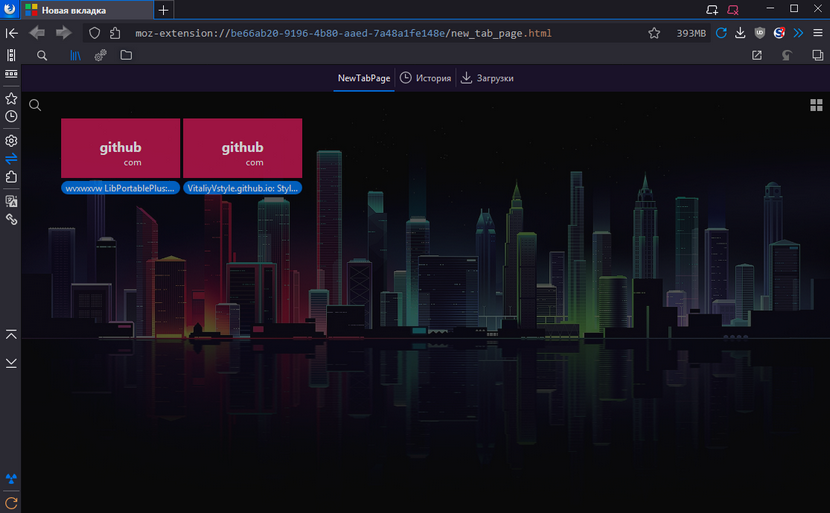 Новая вкладка
moz-extension://be66ab20-9196-4b80-aaed-7a48a1fe148e/new_tab_page.html
393MB
NewTabPage
История
Загрузки
github
com
github
com
wvxwxvw LibPortablePlus:...
VitaliyVstyle.github.io: Styl...